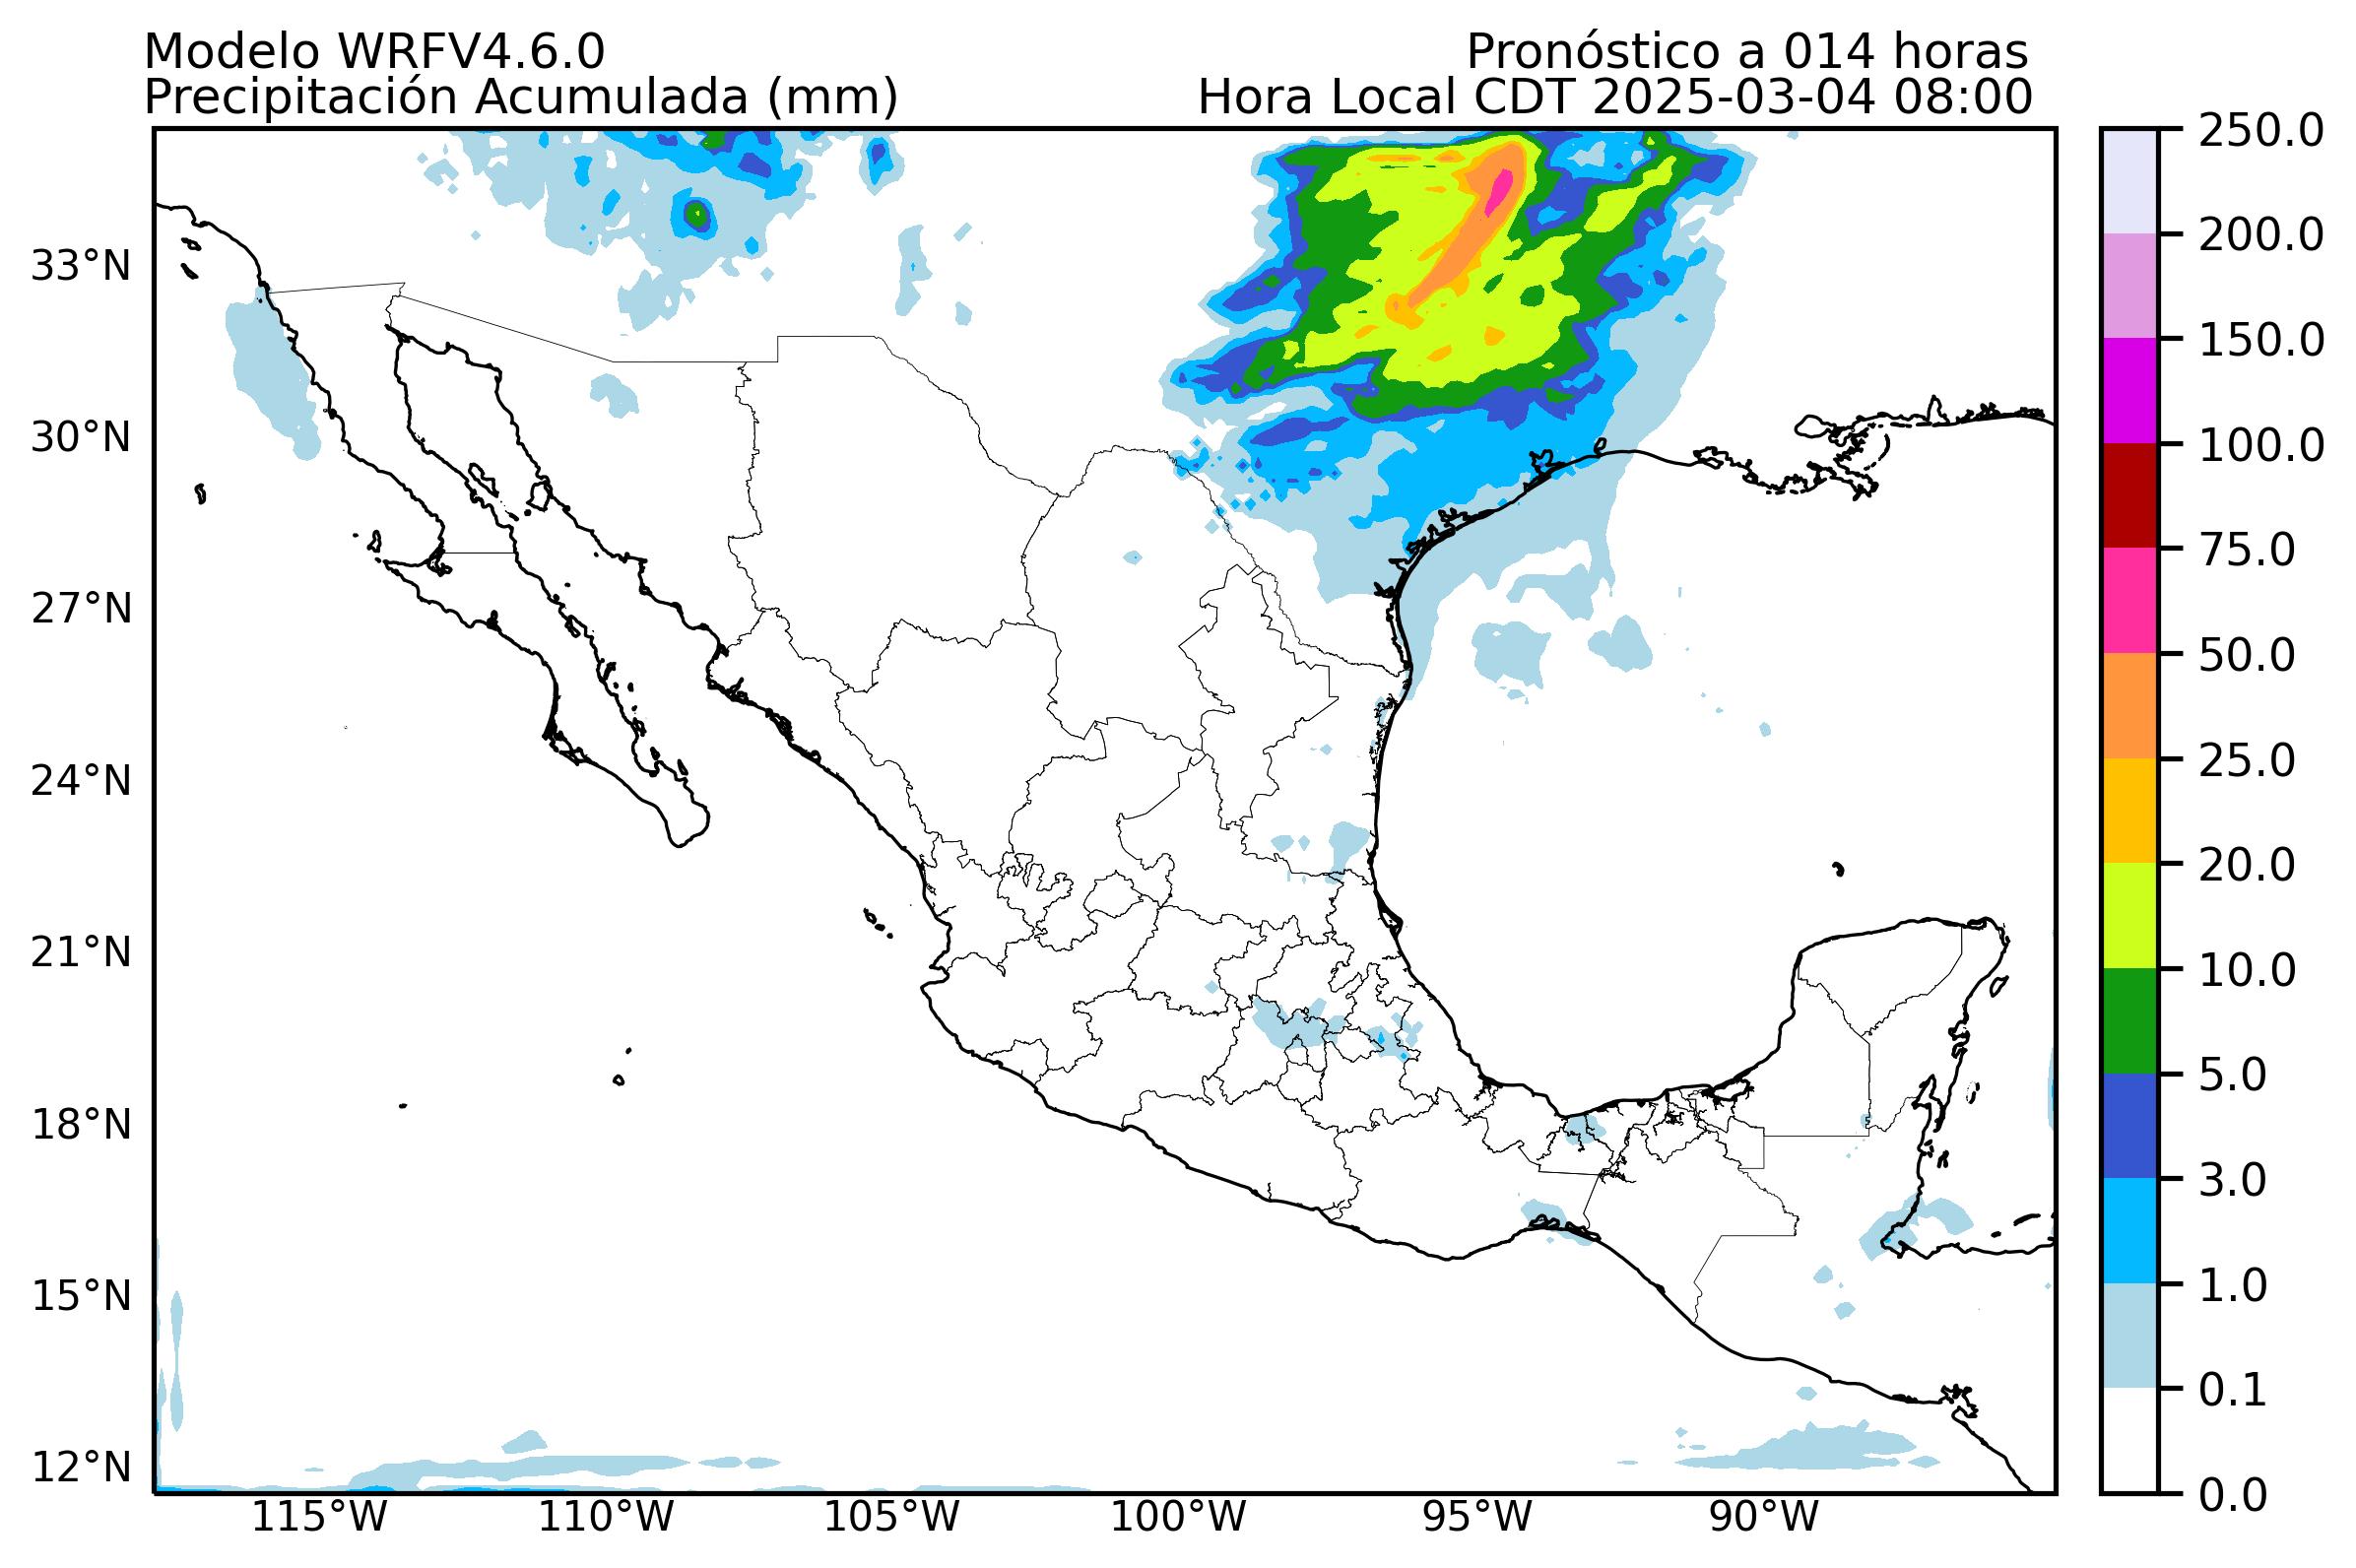 Modelo WRFV4.6.0
Pronóstico a 014 horas
Precipitación Acumulada (mm)
Hora Local CDT 2025-03-04 08:00
33°N
30°N
27°N
24°N
21°N
18°N
15°N
12°N
115°W
110°W
105°W
100°W
95°W
90°W
250.0
200.0
150.0
100.0
75.0
50.0
25.0
20.0
10.0
5.0
3.0
1.0
0.1
0.0